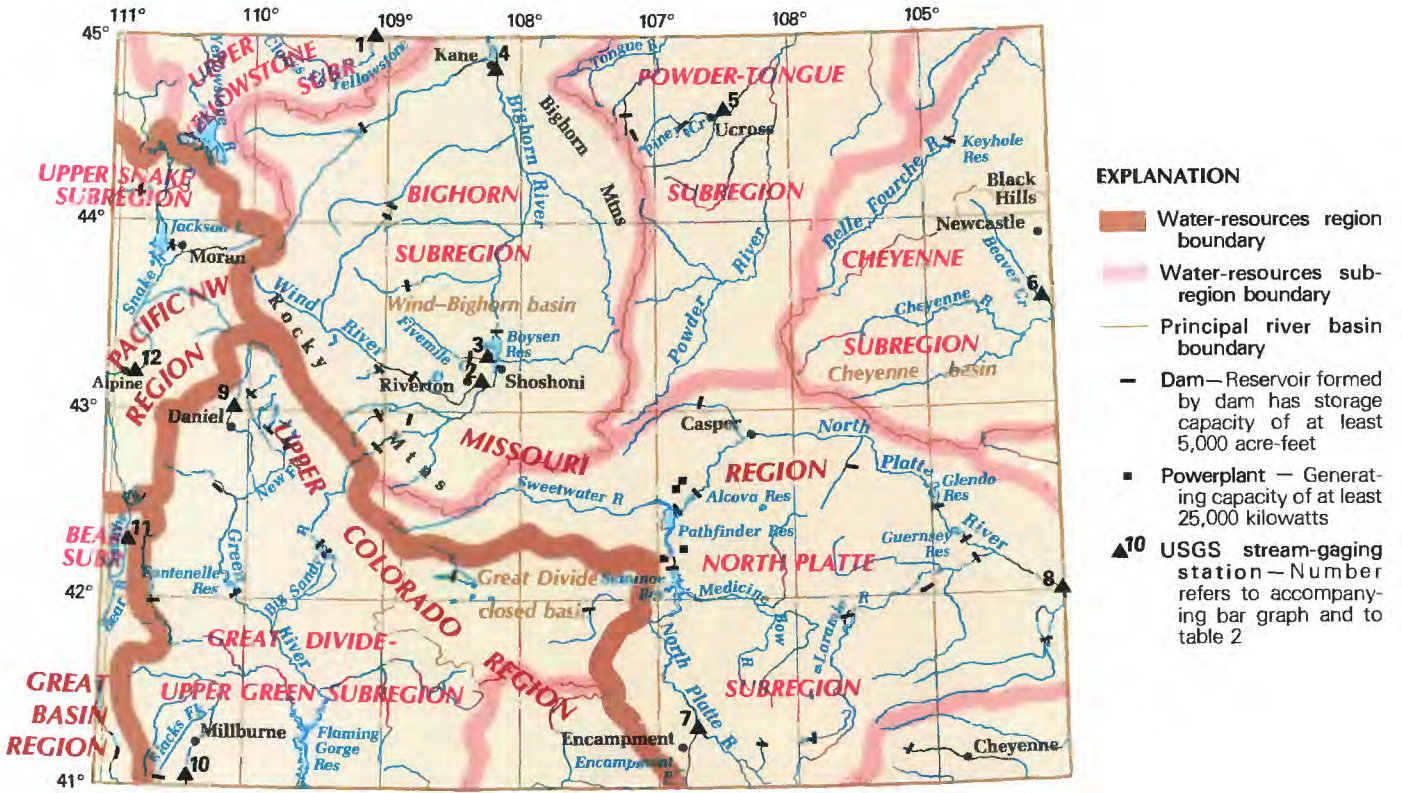 111° 110° 109° 108° 107° 108° 105°
45°
1
Kane
4
Tongue R
UPPER
YELLOWSTONE
SUBR
Yellowstone
Yellowstone
R
POWDER-TONGUE
5
Piney Cr
Ucross
Bighorn
Mtns
Bighorn
River
Keyhole
Res
Black
Hills
UPPER SNAKE
SUBREGION
BIGHORN
SUBREGION
SUBREGION
44°
Belle Fourche R
Newcastle
Jackson
Moran
Snake R
Beaver Cr
6
CHEYENNE
SUBREGION
Cheyenne R
Cheyenne basin
River
Powder
Wind
River
Rocky
Mtns
Wind—Bighorn basin
Fivemile
3
Boysen
Res
2
Riverton
Shoshoni
PACIFIC NW
REGION
12
Alpine
9
Daniel
43°
UPPER
COLORADO
REGION
MISSOURI
REGION
Casper
North
Platte
River
Glendo
Res
Alcova Res
Sweetwater R
Pathfinder Res
Guernsey
Res
New F
Green
River
R
Big Sandy
11
BEA
SUB
ear R
Fontenelle
Res
NORTH PLATTE
SUBREGION
8
42°
Great Divide
closed basi
Seminoe
Res
Medicine
Bow
R
Laramie
R
GREAT DIVIDE-
UPPER GREEN SUBREGION
North
Platte R
7
GREAT
BASIN
REGION
Blacks Fk
Millburne
10
Flaming
Gorge
Res
Encampment
Encampment
R
Cheyenne
41°
EXPLANATION
Water-resources region
boundary
Water-resources sub-
region boundary
Principal river basin
boundary
Dam—Reservoir formed
by dam has storage
capacity of at least
5,000 acre-feet
Powerplant — Generat-
ing capacity of at least
25,000 kilowatts
10 USGS stream-gaging
station—Number
refers to accompany-
ing bar graph and to
table 2